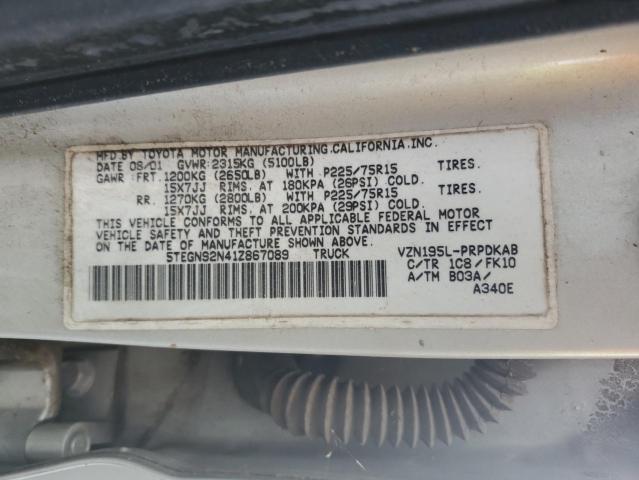 MFD.BY TOYOTA MOTOR MANUFACTURING.CALIFORNIA.INC.
DATE 08/01 GVWR 2315KG (5100LB)
GAWR FRT. 1200KG (2650LB) WITH P225/75R15 TIRES.
15X7JJ RIMS. AT 180KPA (26PSI) COLD.
RR. 1270KG (2800LB) WITH P225/75R15 TIRES.
15X7JJ RIMS. AT 200KPA (29PSI) COLD.
THIS VEHICLE CONFORMS TO ALL APPLICABLE FEDERAL MOTOR
VEHICLE SAFETY AND THEFT PREVENTION STANDARDS IN EFFECT
ON THE DATE OF MANUFACTURE SHOWN ABOVE.
5TEGN92N41Z867089 TRUCK VZN195L-PRPDKAB
C/TR 1C8/FK10
A/TM B03A/
A340E